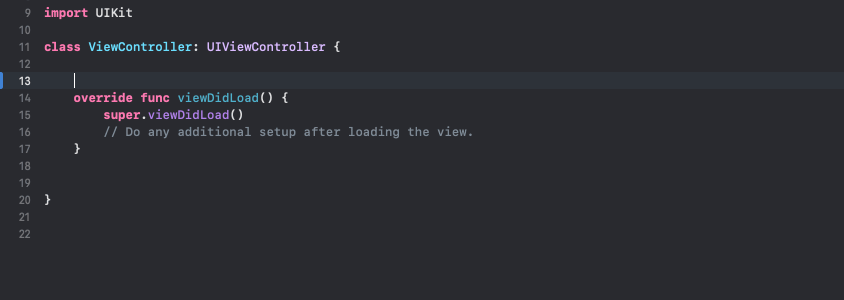 9 import UIKit
10
11 class ViewController: UIViewController {
12
13
14     override func viewDidLoad() {
15         super.viewDidLoad()
16         // Do any additional setup after loading the view.
17     }
18
19
20 }
21
22